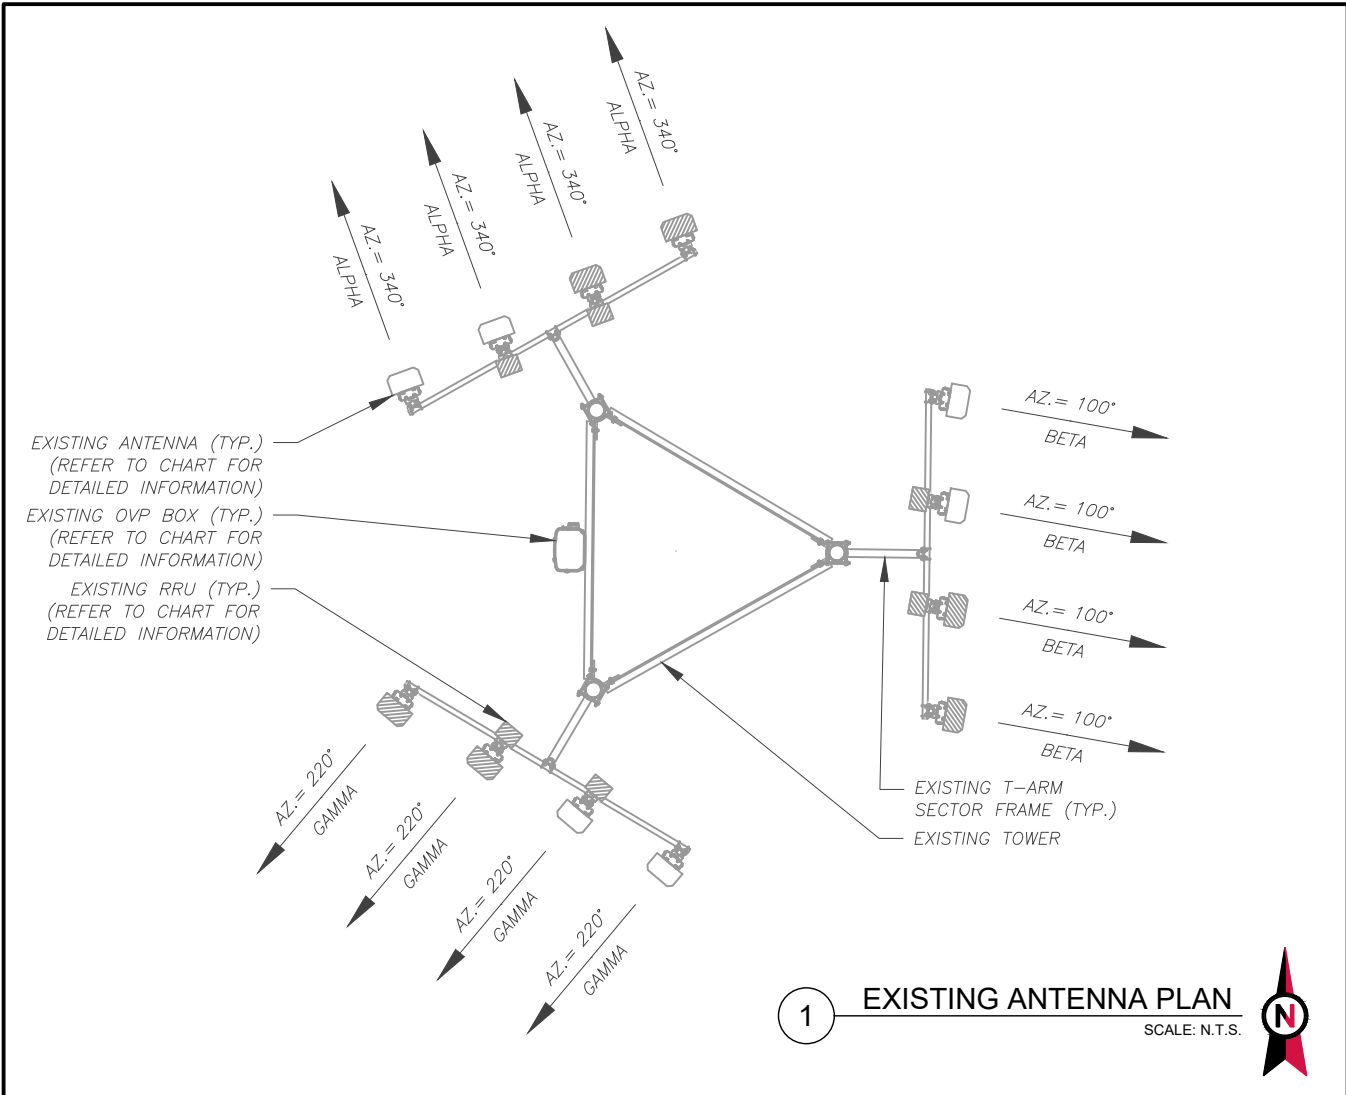 AZ.= 340°
ALPHA
AZ.= 340°
ALPHA
AZ.= 340°
ALPHA
AZ.= 340°
ALPHA
EXISTING ANTENNA (TYP.)
(REFER TO CHART FOR
DETAILED INFORMATION)
EXISTING OVP BOX (TYP.)
(REFER TO CHART FOR
DETAILED INFORMATION)
EXISTING RRU (TYP.)
(REFER TO CHART FOR
DETAILED INFORMATION)
AZ.= 100°
BETA
AZ.= 100°
BETA
AZ.= 100°
BETA
AZ.= 100°
BETA
EXISTING T-ARM
SECTOR FRAME (TYP.)
EXISTING TOWER
AZ.= 220°
GAMMA
AZ.= 220°
GAMMA
AZ.= 220°
GAMMA
AZ.= 220°
GAMMA
1
EXISTING ANTENNA PLAN
SCALE: N.T.S.
N